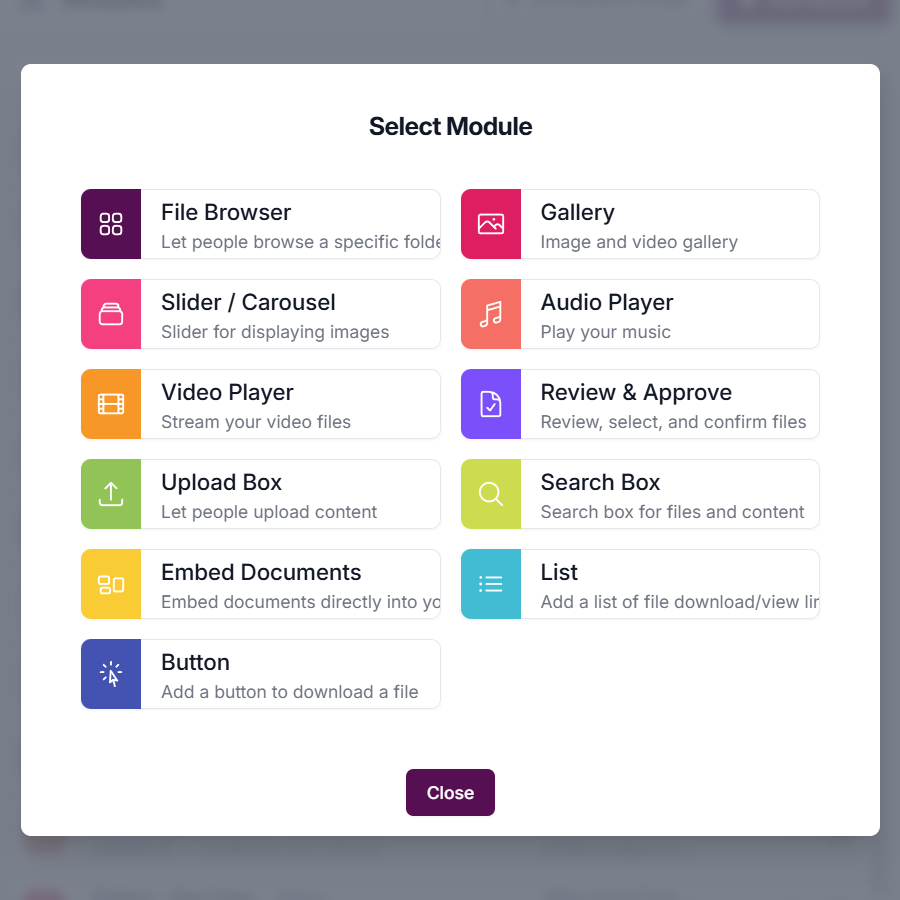 Select Module
File Browser
Let people browse a specific folde
Gallery
Image and video gallery
Slider / Carousel
Slider for displaying images
Audio Player
Play your music
Video Player
Stream your video files
Review & Approve
Review, select, and confirm files
Upload Box
Let people upload content
Search Box
Search box for files and content
Embed Documents
Embed documents directly into yo
List
Add a list of file download/view
Button
Add a button to download a file
Close